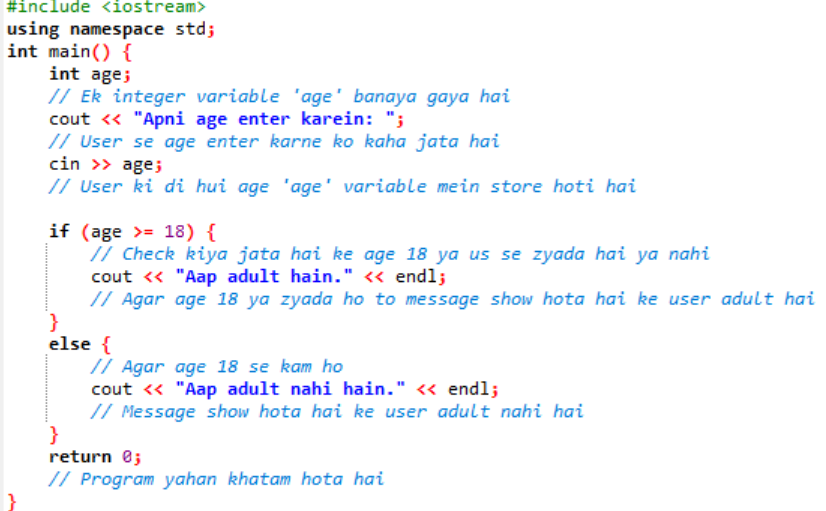 #include <iostream>
using namespace std;
int main() {
    int age;
    // Ek integer variable 'age' banaya gaya hai
    cout << "Apni age enter karein: ";
    // User se age enter karne ko kaha jata hai
    cin >> age;
    // User ki di hui age 'age' variable mein store hoti hai

    if (age >= 18) {
        // Check kiya jata hai ke age 18 ya us se zyada hai ya nahi
        cout << "Aap adult hain." << endl;
        // Agar age 18 ya zyada ho to message show hota hai ke user adult hai
    }
    else {
        // Agar age 18 se kam ho
        cout << "Aap adult nahi hain." << endl;
        // Message show hota hai ke user adult nahi hai
    }
    return 0;
    // Program yahan khatam hota hai
}